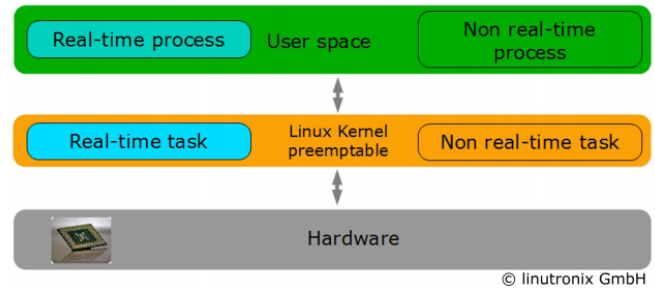 Real-time process
User space
Non real-time
process
Real-time task
Linux Kernel
preemptable
Non real-time task
Hardware
© linutronix GmbH